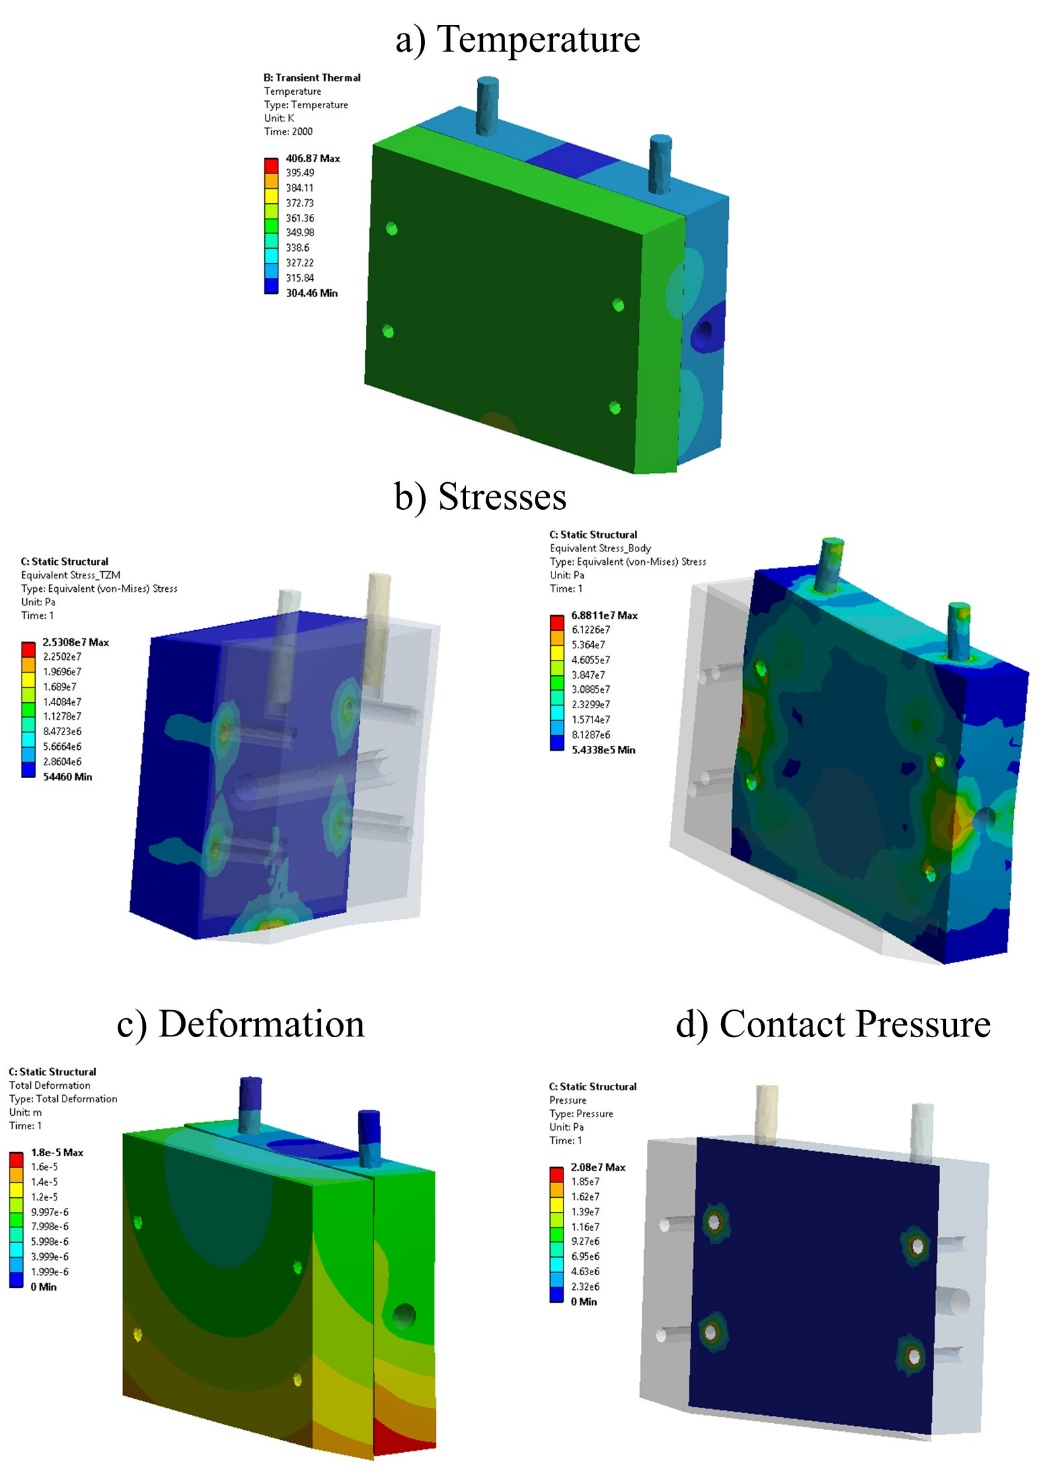 a) Temperature
B: Transient Thermal
Temperature
Type: Temperature
Unit: K
Time: 2000
406.87 Max
395.49
384.11
372.73
361.36
349.98
338.6
327.22
315.84
304.46 Min
b) Stresses
C: Static Structural
Equivalent Stress_TZM
Type: Equivalent (von-Mises) Stress
Unit: Pa
Time: 1
2.5308e7 Max
2.2502e7
1.9696e7
1.689e7
1.4084e7
1.1278e7
8.4723e6
5.6664e6
2.8604e6
54460 Min
C: Static Structural
Equivalent Stress_Body
Type: Equivalent (von-Mises) Stress
Unit: Pa
Time: 1
6.8811e7 Max
6.1226e7
5.364e7
4.6055e7
3.847e7
3.0885e7
2.3299e7
1.5714e7
8.1287e6
5.4338e5 Min
c) Deformation
C: Static Structural
Total Deformation
Type: Total Deformation
Unit: m
Time: 1
1.8e-5 Max
1.6e-5
1.4e-5
1.2e-5
9.997e-6
7.998e-6
5.998e-6
3.999e-6
1.999e-6
0 Min
d) Contact Pressure
C: Static Structural
Pressure
Type: Pressure
Unit: Pa
Time: 1
2.08e7 Max
1.85e7
1.62e7
1.39e7
1.16e7
9.27e6
6.95e6
4.63e6
2.32e6
0 Min